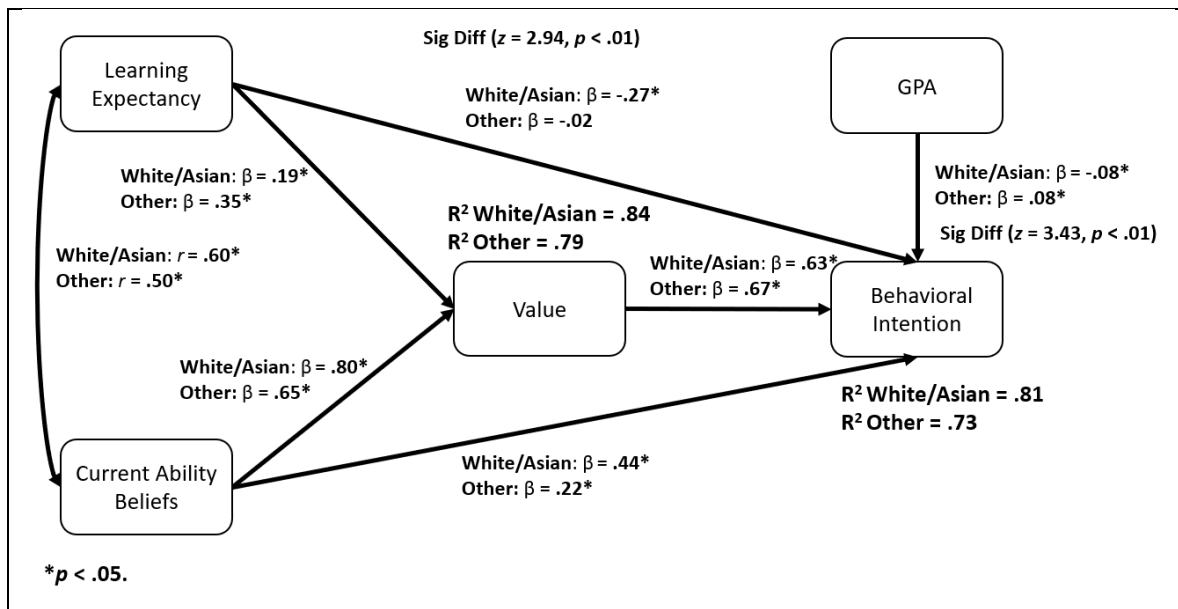 Sig Diff (z = 2.94, p < .01)
Learning
Expectancy
GPA
White/Asian: β = -.27*
Other: β = -.02
White/Asian: β = .19*
Other: β = .35*
White/Asian: β = -.08*
Other: β = .08*
Sig Diff (z = 3.43, p < .01)
R² White/Asian = .84
R² Other = .79
White/Asian: r = .60*
Other: r = .50*
White/Asian: β = .63*
Other: β = .67*
Value
Behavioral
Intention
White/Asian: β = .80*
Other: β = .65*
R² White/Asian = .81
R² Other = .73
Current Ability
Beliefs
White/Asian: β = .44*
Other: β = .22*
*p < .05.